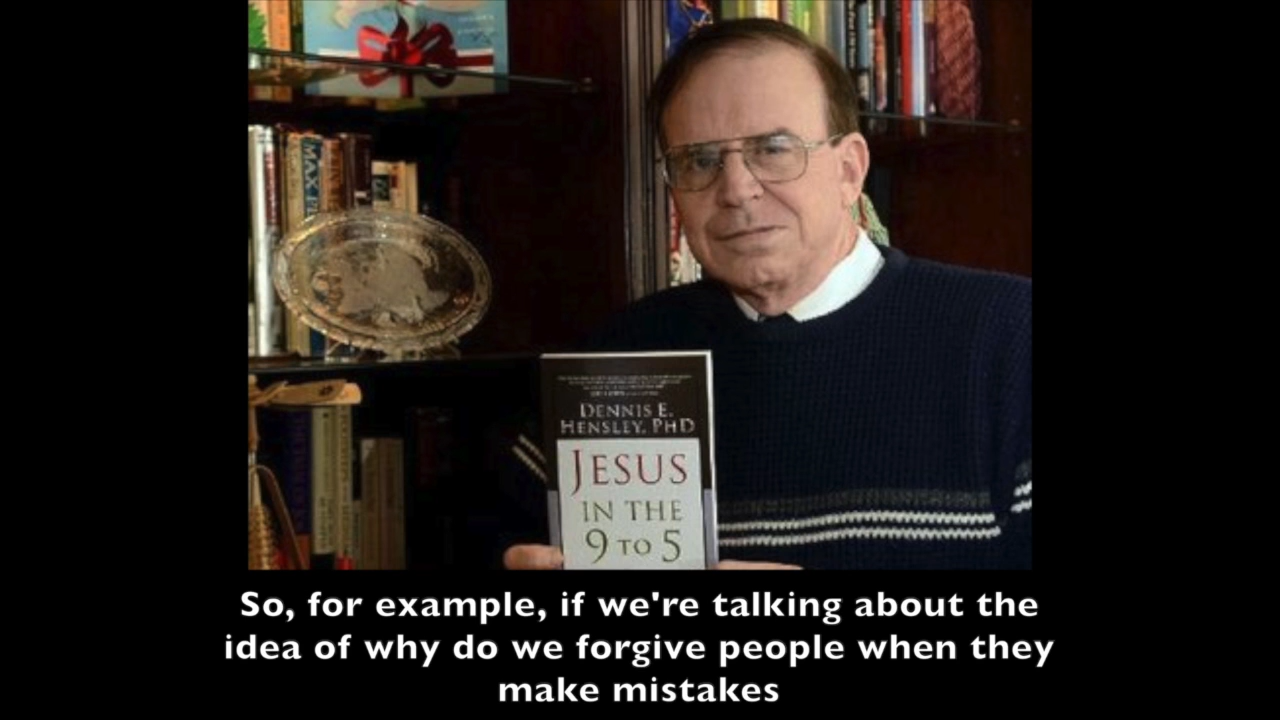 MAX
DENNIS E.
HENSLEY, PHD
JESUS
IN THE
9 TO 5
So, for example, if we're talking about the
idea of why do we forgive people when they
make mistakes